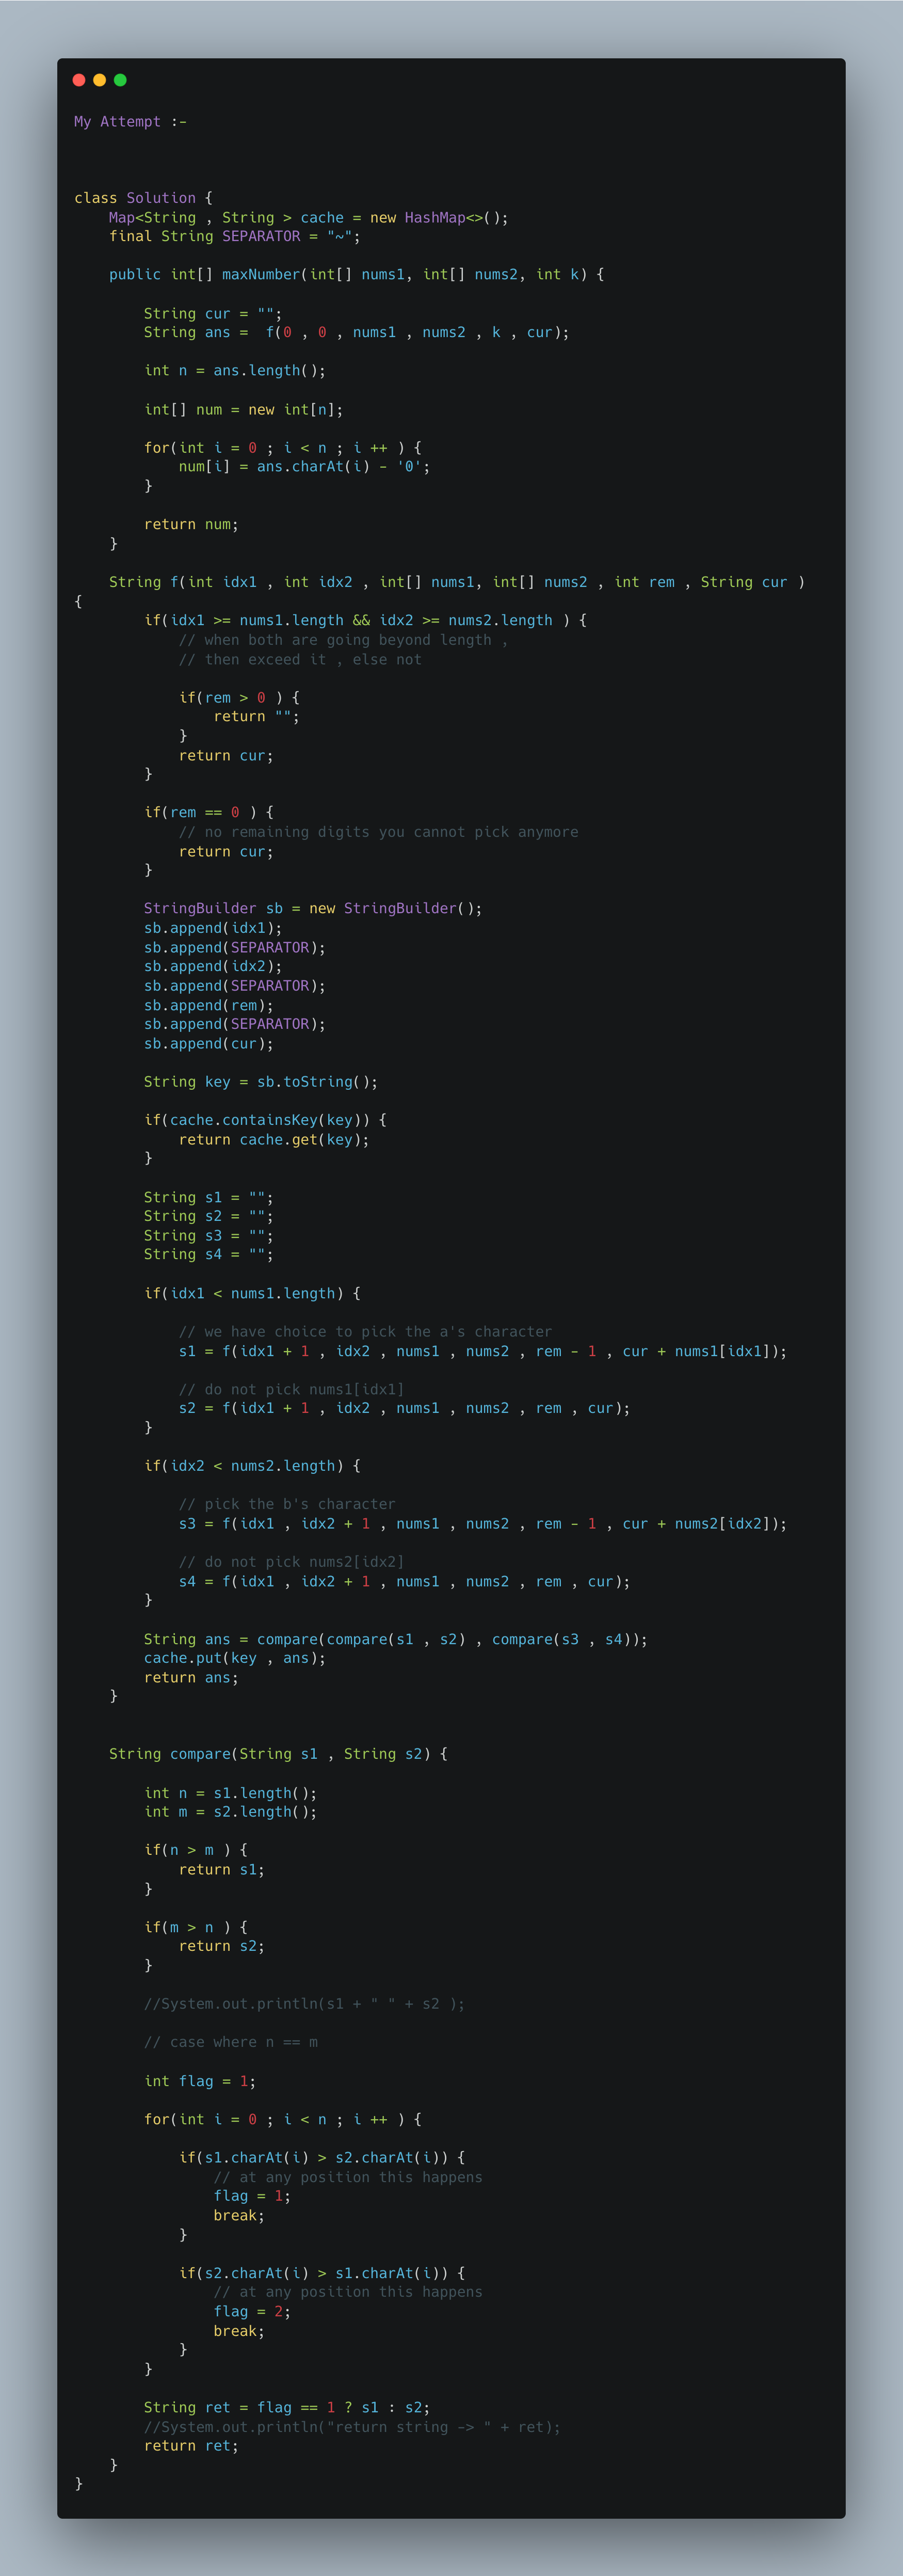 My Attempt :-
class Solution {
    Map<String , String > cache = new HashMap<>();
    final String SEPARATOR = "~";
    public int[] maxNumber(int[] nums1, int[] nums2, int k) {
        String cur = "";
        String ans =  f(0 , 0 , nums1 , nums2 , k , cur);
        int n = ans.length();
        int[] num = new int[n];
        for(int i = 0 ; i < n ; i ++ ) {
            num[i] = ans.charAt(i) - '0';
        }
        return num;
    }
    String f(int idx1 , int idx2 , int[] nums1, int[] nums2 , int rem , String cur )
{
        if(idx1 >= nums1.length && idx2 >= nums2.length ) {
            // when both are going beyond length ,
            // then exceed it , else not
            if(rem > 0 ) {
                return "";
            }
            return cur;
        }
        if(rem == 0 ) {
            // no remaining digits you cannot pick anymore
            return cur;
        }
        StringBuilder sb = new StringBuilder();
        sb.append(idx1);
        sb.append(SEPARATOR);
        sb.append(idx2);
        sb.append(SEPARATOR);
        sb.append(rem);
        sb.append(SEPARATOR);
        sb.append(cur);
        String key = sb.toString();
        if(cache.containsKey(key)) {
            return cache.get(key);
        }
        String s1 = "";
        String s2 = "";
        String s3 = "";
        String s4 = "";
        if(idx1 < nums1.length) {
            // we have choice to pick the a's character
            s1 = f(idx1 + 1 , idx2 , nums1 , nums2 , rem - 1 , cur + nums1[idx1]);
            // do not pick nums1[idx1]
            s2 = f(idx1 + 1 , idx2 , nums1 , nums2 , rem , cur);
        }
        if(idx2 < nums2.length) {
            // pick the b's character
            s3 = f(idx1 , idx2 + 1 , nums1 , nums2 , rem - 1 , cur + nums2[idx2]);
            // do not pick nums2[idx2]
            s4 = f(idx1 , idx2 + 1 , nums1 , nums2 , rem , cur);
        }
        String ans = compare(compare(s1 , s2) , compare(s3 , s4));
        cache.put(key , ans);
        return ans;
    }
    String compare(String s1 , String s2) {
        int n = s1.length();
        int m = s2.length();
        if(n > m ) {
            return s1;
        }
        if(m > n ) {
            return s2;
        }
        //System.out.println(s1 + " " + s2 );
        // case where n == m
        int flag = 1;
        for(int i = 0 ; i < n ; i ++ ) {
            if(s1.charAt(i) > s2.charAt(i)) {
                // at any position this happens
                flag = 1;
                break;
            }
            if(s2.charAt(i) > s1.charAt(i)) {
                // at any position this happens
                flag = 2;
                break;
            }
        }
        String ret = flag == 1 ? s1 : s2;
        //System.out.println("return string -> " + ret);
        return ret;
    }
}